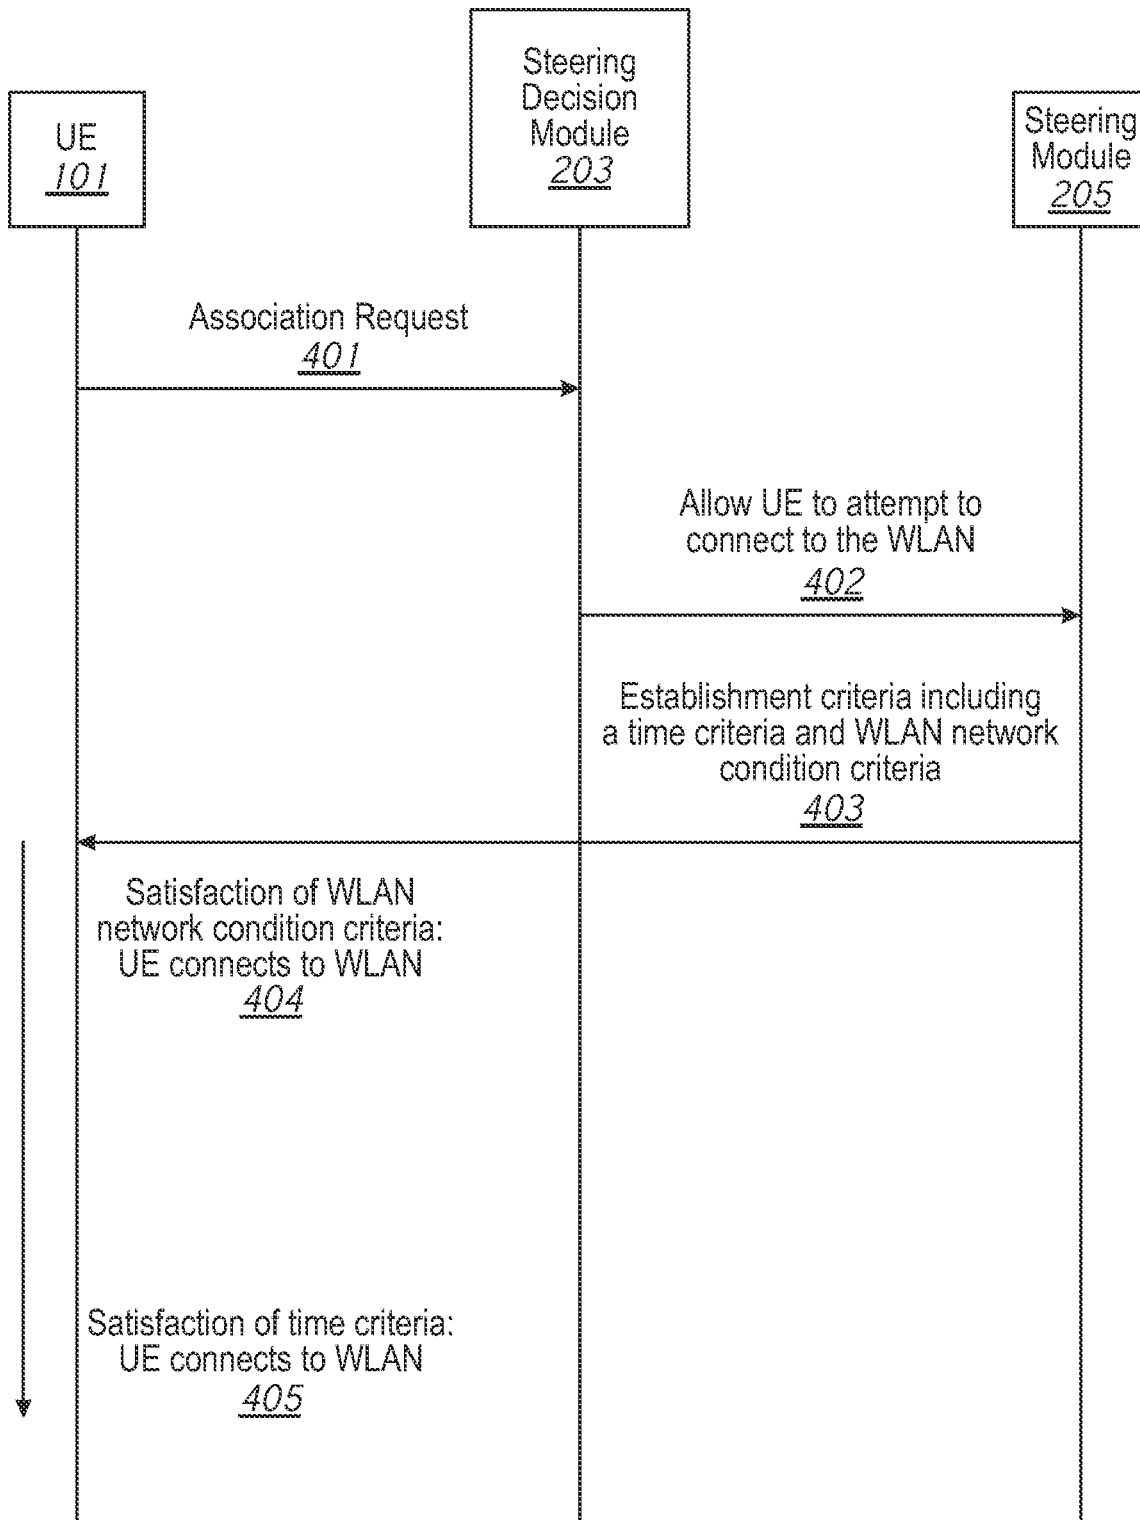 Steering
Decision
Module
203
UE
101
Steering
Module
205
Association Request
401
Allow UE to attempt to
connect to the WLAN
402
Establishment criteria including
a time criteria and WLAN network
condition criteria
403
Satisfaction of WLAN
network condition criteria:
UE connects to WLAN
404
Satisfaction of time criteria:
UE connects to WLAN
405